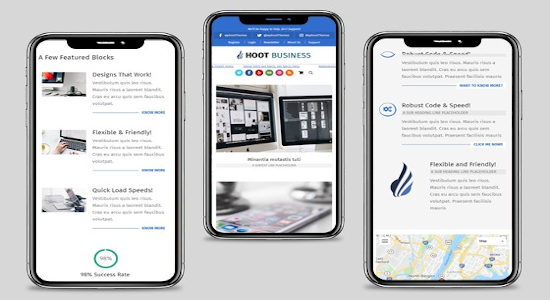 A Few Featured Blocks
Designs That Work!
Vestibulum quis leo risus.
Mauris risus a laoreet blandit.
Cras eu arcu quis sem faucibus
volutpat.
KNOW MORE
Flexible & Friendly!
Vestibulum quis leo risus.
Mauris risus a laoreet blandit.
Cras eu arcu quis sem faucibus
volutpat.
KNOW MORE
Quick Load Speeds!
Vestibulum quis leo risus.
Mauris risus a laoreet blandit.
Cras eu arcu quis sem faucibus
volutpat.
KNOW MORE
98%
98% Success Rate
Register
Login
Newsletter
About Us
Support
HOOT BUSINESS
Minantia mutastis tuli
Robust Code & Speed!
Vestibulum quis leo risus.
Mauris risus a laoreet blandit.
Cras eu arcu quis sem faucibus
volutpat. Praesent facilisis mauris
WANT TO KNOW MORE?
Robust Code & Speed!
A SUB HEADING LINE PLACEHOLDER
Vestibulum quis leo risus.
Mauris risus a laoreet blandit.
Cras eu arcu quis sem faucibus
volutpat. Praesent facilisis mauris
CLICK ME NOW!!
Flexible and Friendly!
A SUB HEADING LINE PLACEHOLDER
Vestibulum quis leo risus.
Mauris risus a laoreet blandit.
Cras eu arcu quis sem faucibus
volutpat. Praesent facilisis
mauris
Map